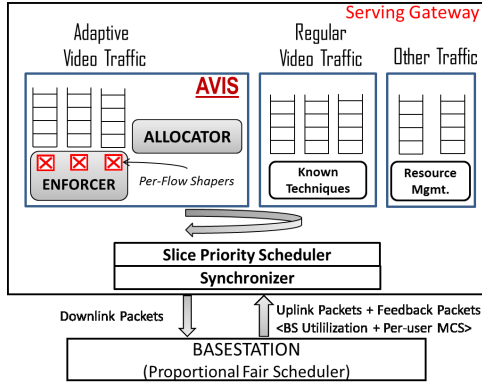 Serving Gateway
Adaptive
Video Traffic
Regular
Video Traffic
Other Traffic
AVIS
ALLOCATOR
ENFORCER
Per-Flow Shapers
Known
Techniques
Resource
Mgmt.
Slice Priority Scheduler
Synchronizer
Downlink Packets
Uplink Packets + Feedback Packets
<BS Utililization + Per-user MCS>
BASESTATION
(Proportional Fair Scheduler)